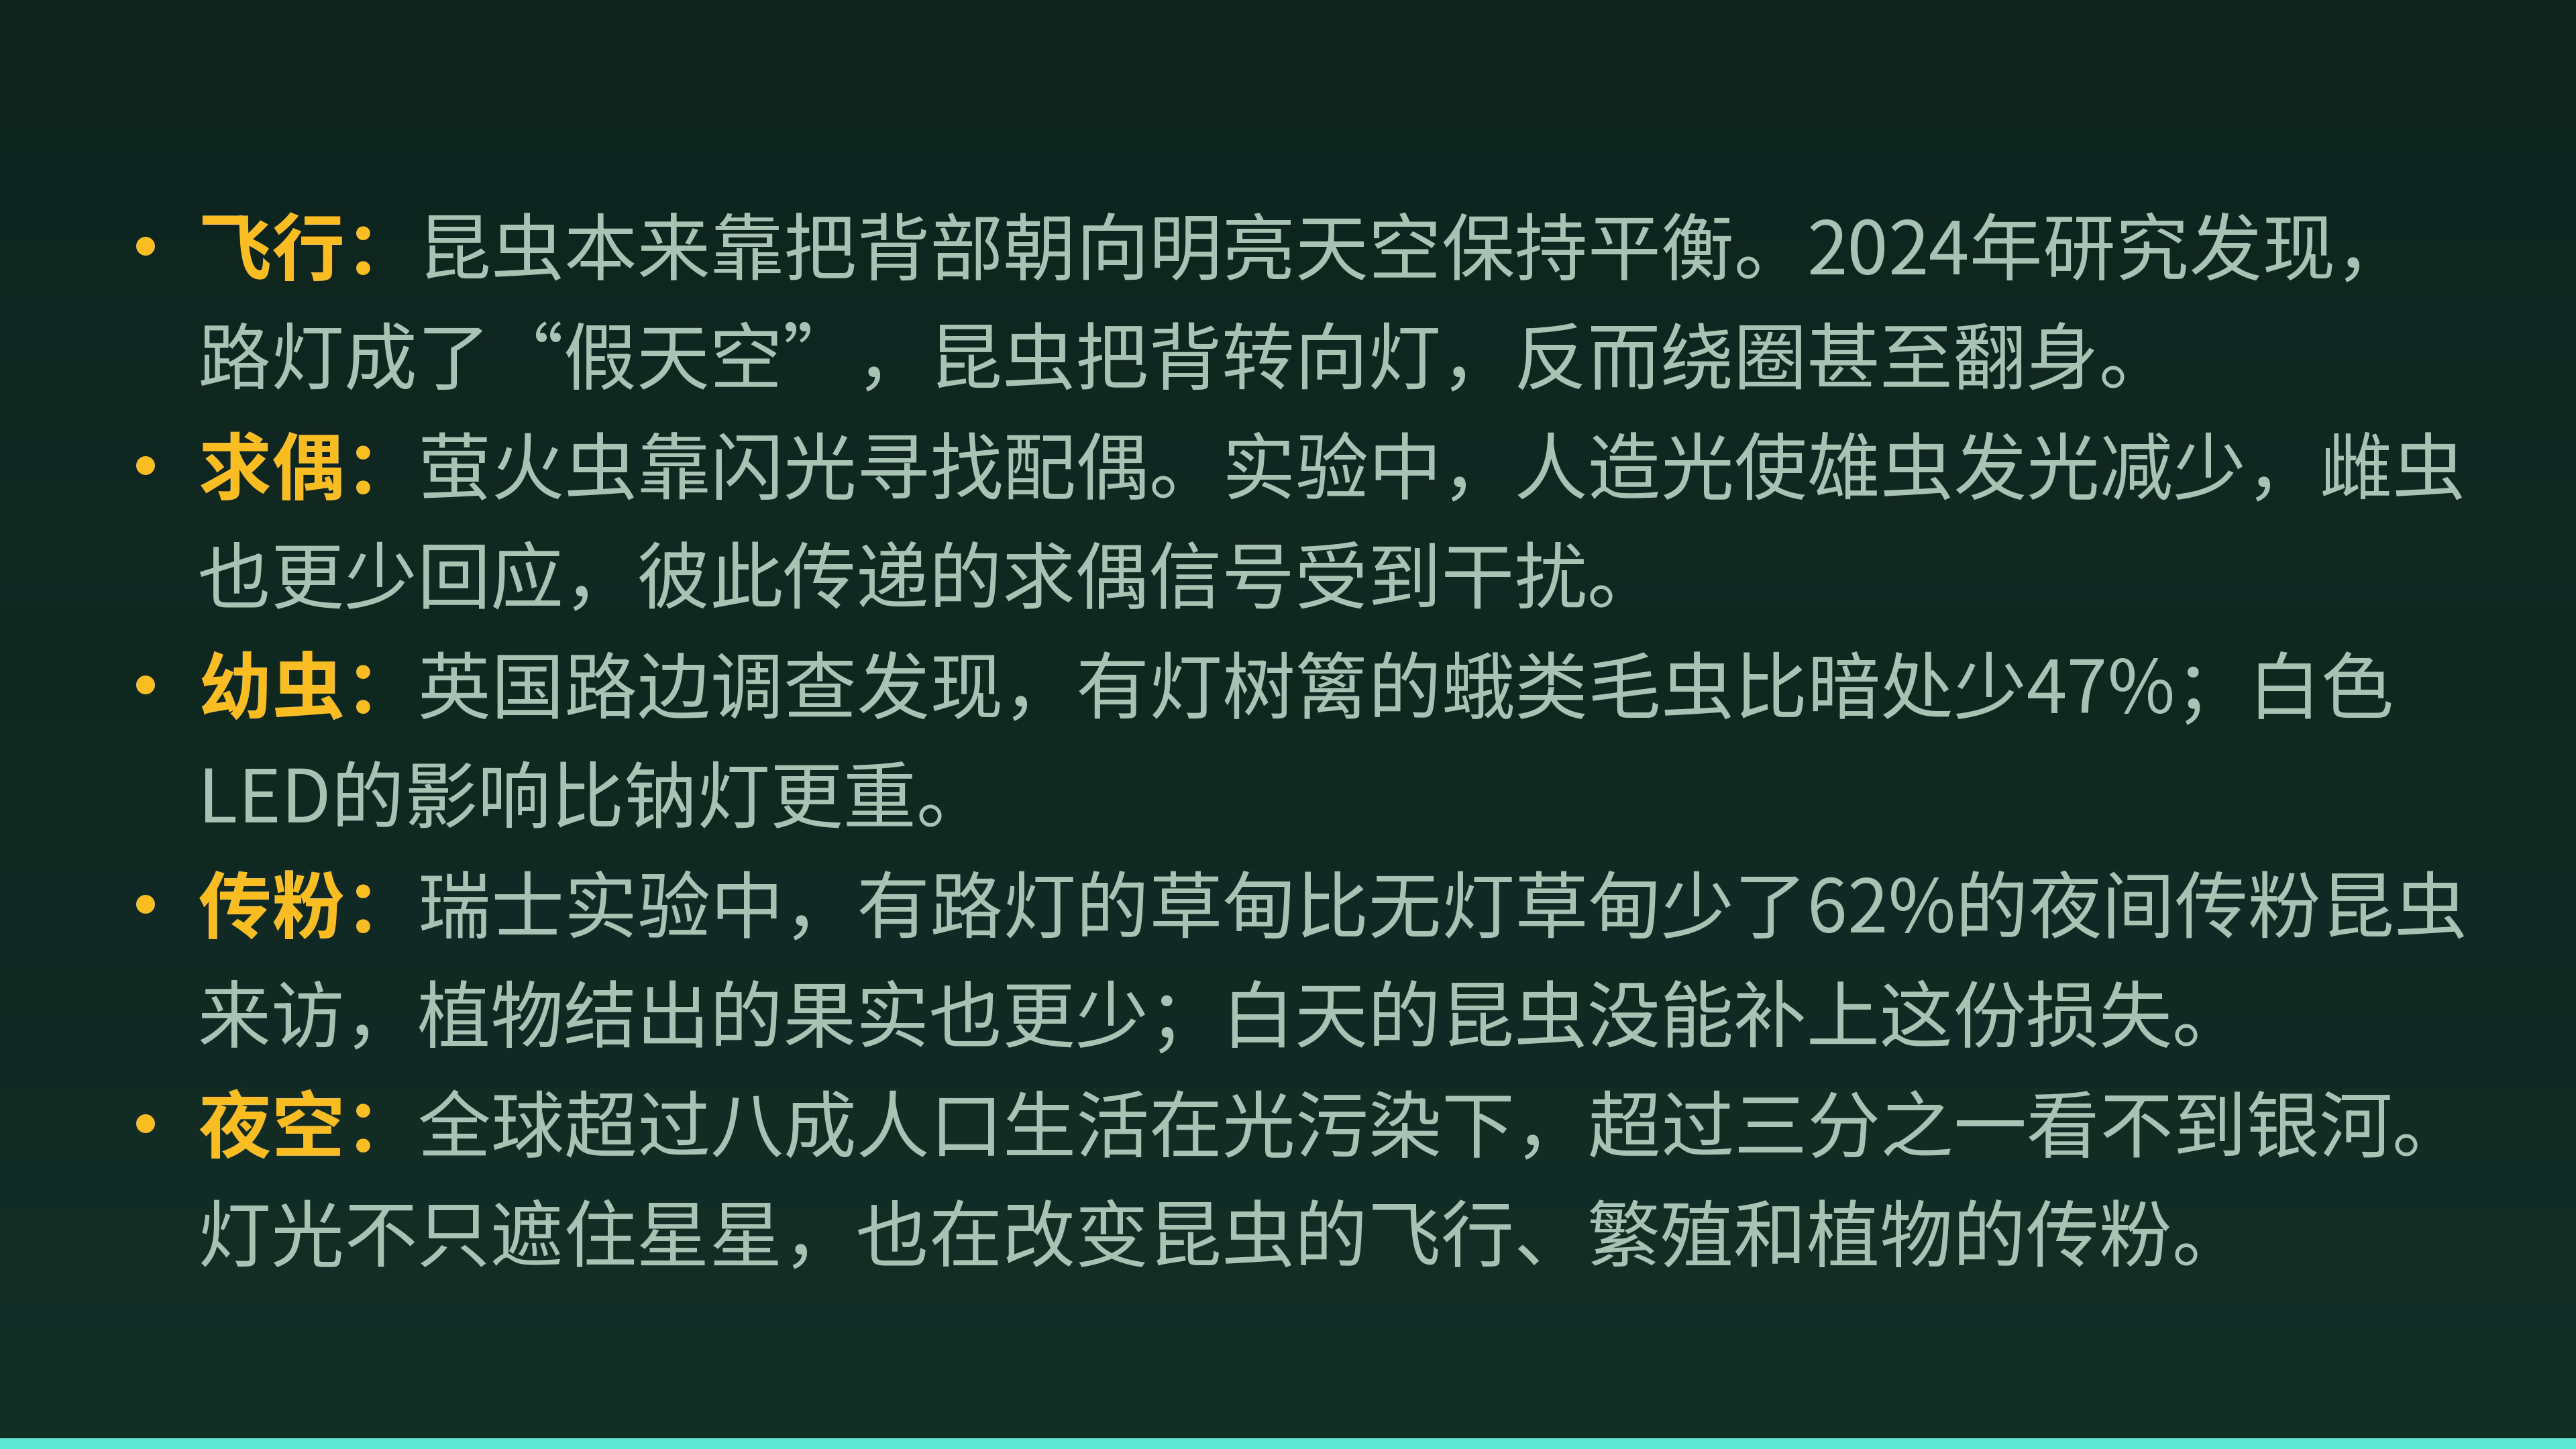 • 飞行：昆虫本来靠把背部朝向明亮天空保持平衡。2024年研究发现，
路灯成了“假天空”，昆虫把背转向灯，反而绕圈甚至翻身。
• 求偶：萤火虫靠闪光寻找配偶。实验中，人造光使雄虫发光减少，雌虫
也更少回应，彼此传递的求偶信号受到干扰。
• 幼虫：英国路边调查发现，有灯树篱的蛾类毛虫比暗处少47%；白色
LED的影响比钠灯更重。
• 传粉：瑞士实验中，有路灯的草甸比无灯草甸少了62%的夜间传粉昆虫
来访，植物结出的果实也更少；白天的昆虫没能补上这份损失。
• 夜空：全球超过八成人口生活在光污染下，超过三分之一看不到银河。
灯光不只遮住星星，也在改变昆虫的飞行、繁殖和植物的传粉。